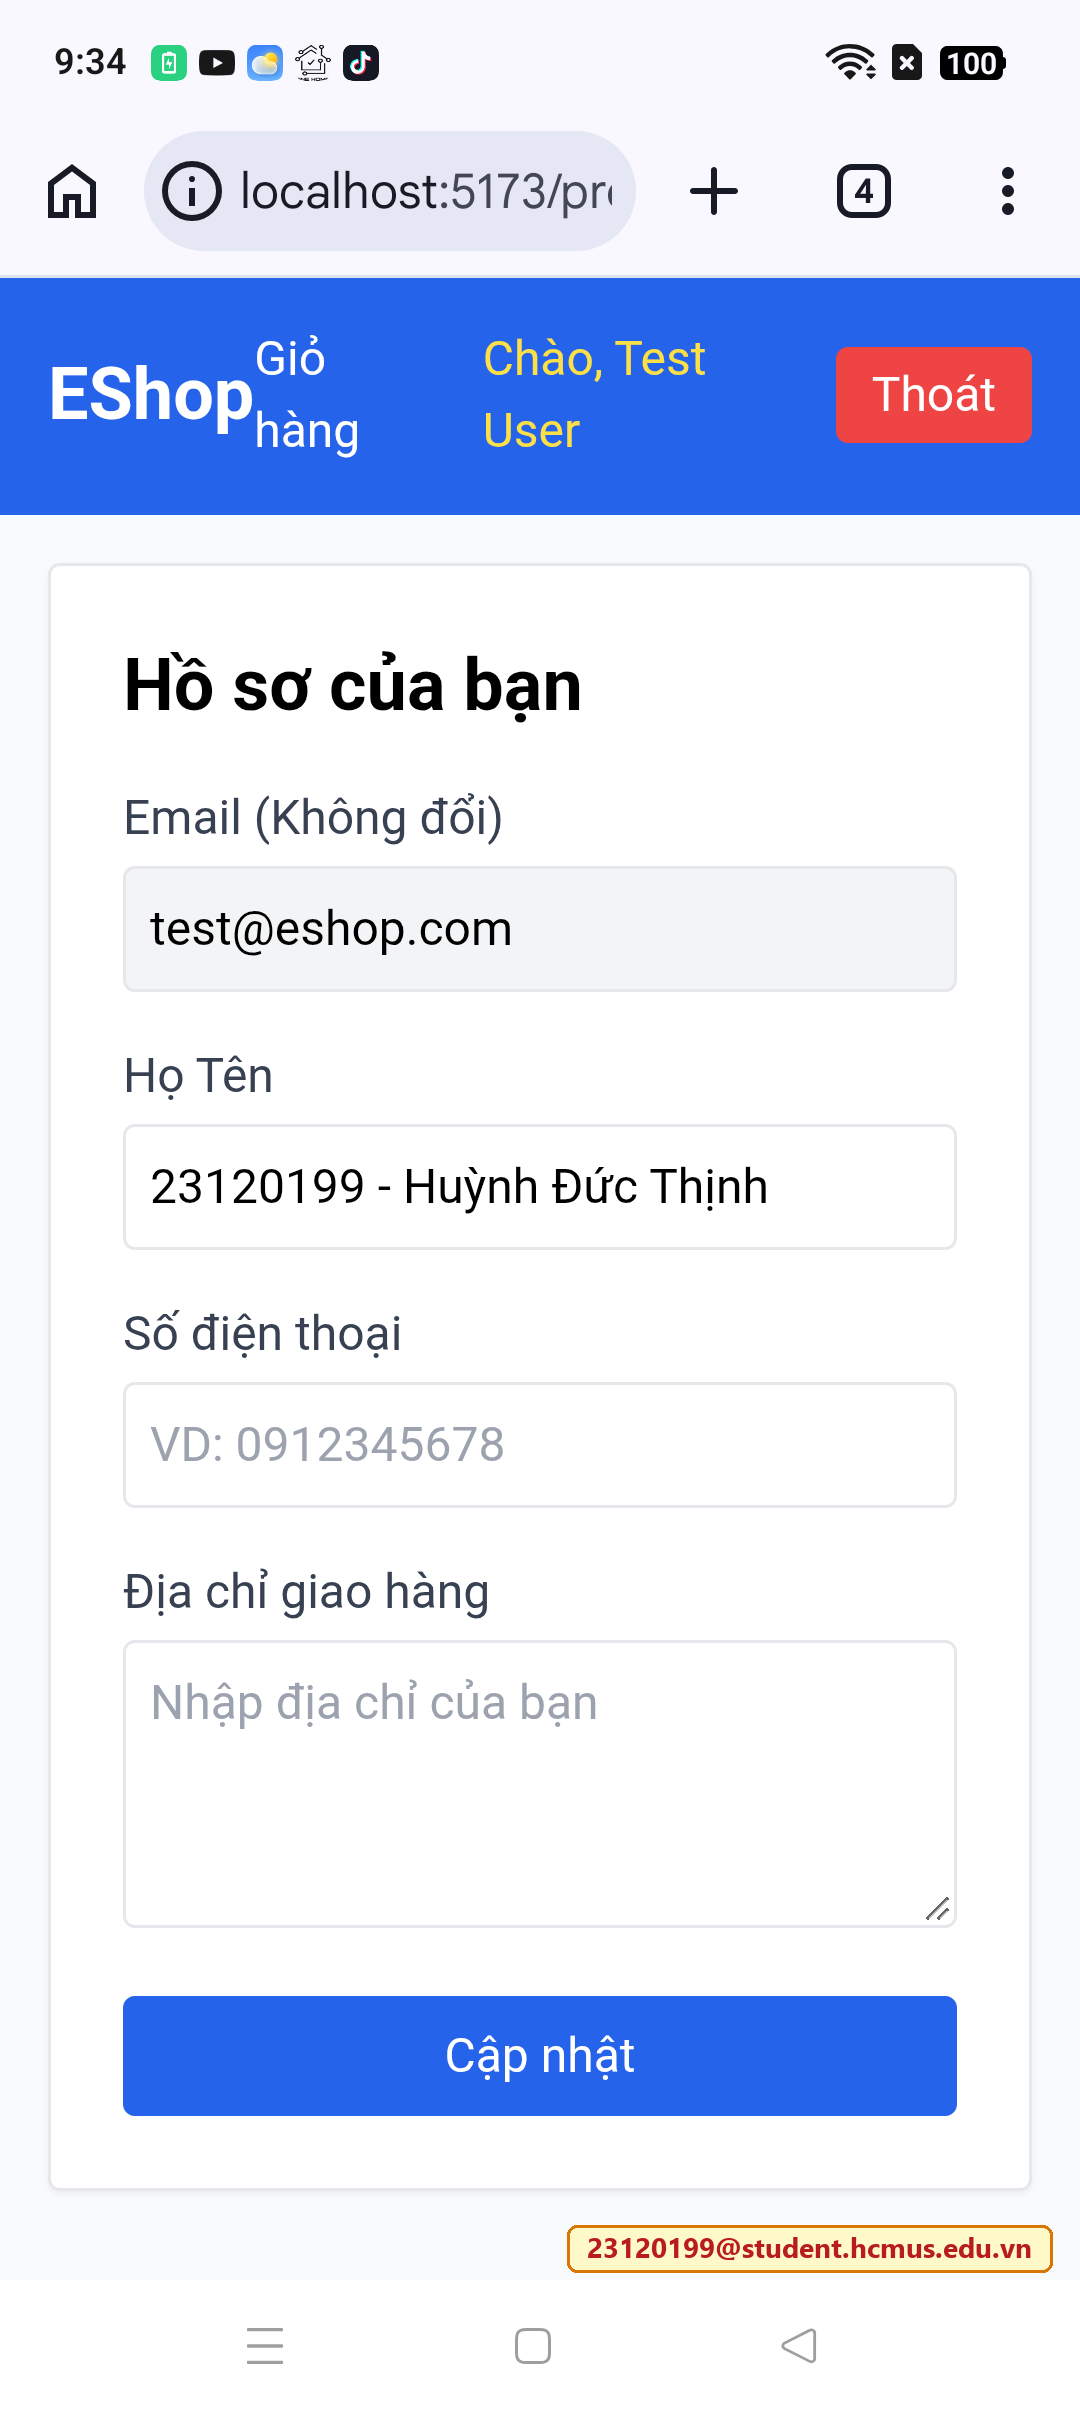 9:34
100
localhost:5173/pr
4
EShop
Giỏ
hàng
Chào, Test
User
Thoát
Hồ sơ của bạn
Email (Không đổi)
test@eshop.com
Họ Tên
23120199 - Huỳnh Đức Thịnh
Số điện thoại
VD: 0912345678
Địa chỉ giao hàng
Nhập địa chỉ của bạn
Cập nhật
23120199@student.hcmus.edu.vn